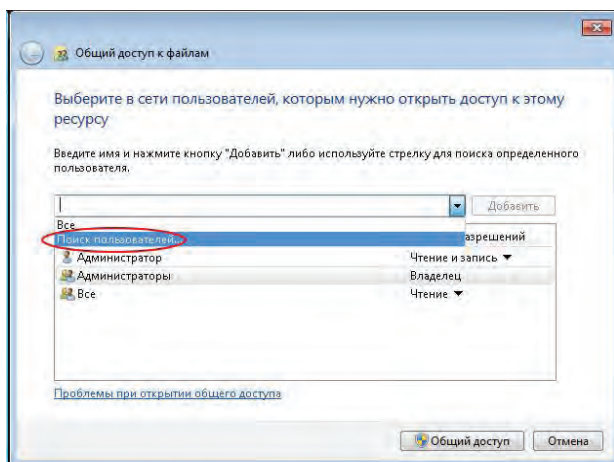 Общий доступ к файлам
Выберите в сети пользователей, которым нужно открыть доступ к этому
ресурсу
Введите имя и нажмите кнопку "Добавить" либо используйте стрелку для поиска определенного
пользователя.
Добавить
Все
Поиск пользователей...
азрешений
Администратор Чтение и запись
Администраторы Владелец
Все Чтение
Проблемы при открытии общего доступа
Общий доступ Отмена